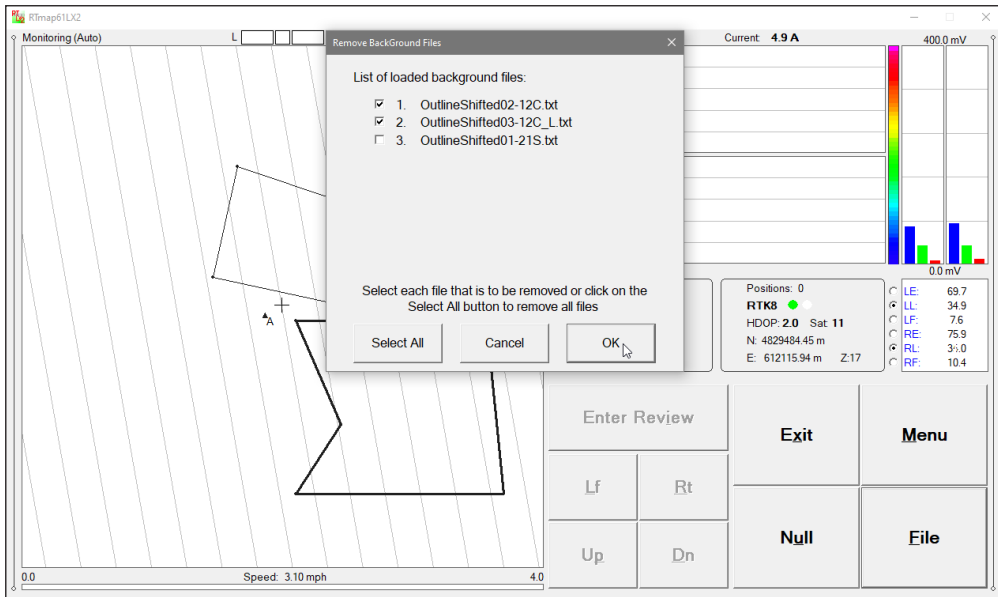 RTmap61LX2
Monitoring (Auto)
L
Current: 4.9 A
400.0 mV
Remove BackGround Files
List of loaded background files:
1. OutlineShifted02-12C.txt
2. OutlineShifted03-12C_L.txt
3. OutlineShifted01-21S.txt
Select each file that is to be removed or click on the
Select All button to remove all files
Select All
Cancel
OK
A
0.0 mV
Positions: 0
RTK8
HDOP: 2.0 Sat: 11
N: 4829484.45 m
E: 612115.94 m Z:17
LE: 69.7
LL: 34.9
LF: 7.6
RE: 75.9
RL:
RF: 10.4
Enter Review
Exit
Menu
Lf
Rt
Up
Dn
Null
File
0.0
Speed: 3.10 mph
4.0